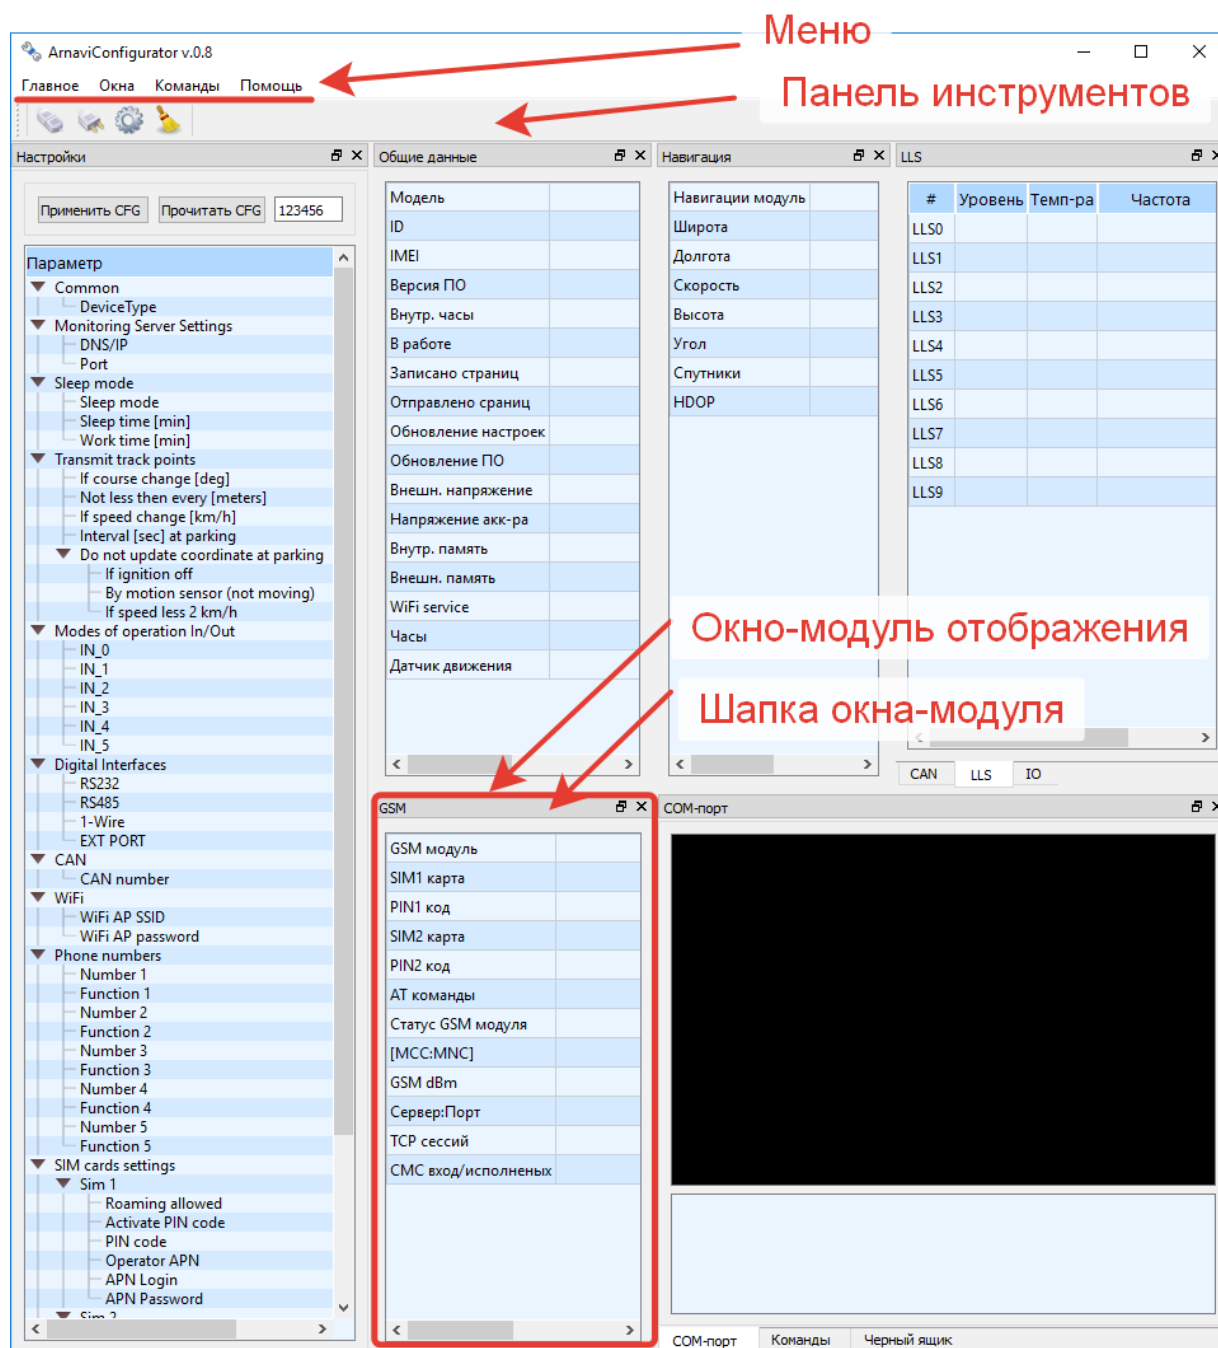 Меню
ArnaviConfigurator v.0.8
Главное Окна Команды Помощь
Панель инструментов
Настройки
Применить CFG Прочитать CFG 123456
Параметр
Common
DeviceType
Monitoring Server Settings
DNS/IP
Port
Sleep mode
Sleep mode
Sleep time [min]
Work time [min]
Transmit track points
If course change [deg]
Not less then every [meters]
If speed change [km/h]
Interval [sec] at parking
Do not update coordinate at parking
If ignition off
By motion sensor (not moving)
If speed less 2 km/h
Modes of operation In/Out
IN_0
IN_1
IN_2
IN_3
IN_4
IN_5
Digital Interfaces
RS232
RS485
1-Wire
EXT PORT
CAN
CAN number
WiFi
WiFi AP SSID
WiFi AP password
Phone numbers
Number 1
Function 1
Number 2
Function 2
Number 3
Function 3
Number 4
Function 4
Number 5
Function 5
SIM cards settings
Sim 1
Roaming allowed
Activate PIN code
PIN code
Operator APN
APN Login
APN Password
Sim 2
Общие данные
Модель
ID
IMEI
Версия ПО
Внутр. часы
В работе
Записано страниц
Отправлено сраниц
Обновление настроек
Обновление ПО
Внешн. напряжение
Напряжение акк-ра
Внутр. память
Внешн. память
WiFi service
Часы
Датчик движения
Навигация
Навигации модуль
Широта
Долгота
Скорость
Высота
Угол
Спутники
HDOP
LLS
# Уровень Темп-ра Частота
LLS0
LLS1
LLS2
LLS3
LLS4
LLS5
LLS6
LLS7
LLS8
LLS9
Окно-модуль отображения
Шапка окна-модуля
CAN LLS IO
GSM
GSM модуль
SIM1 карта
PIN1 код
SIM2 карта
PIN2 код
АТ команды
Статус GSM модуля
[MCC:MNC]
GSM dBm
Сервер:Порт
TCP сессий
СМС вход/исполненых
COM-порт
COM-порт Команды Черный ящик